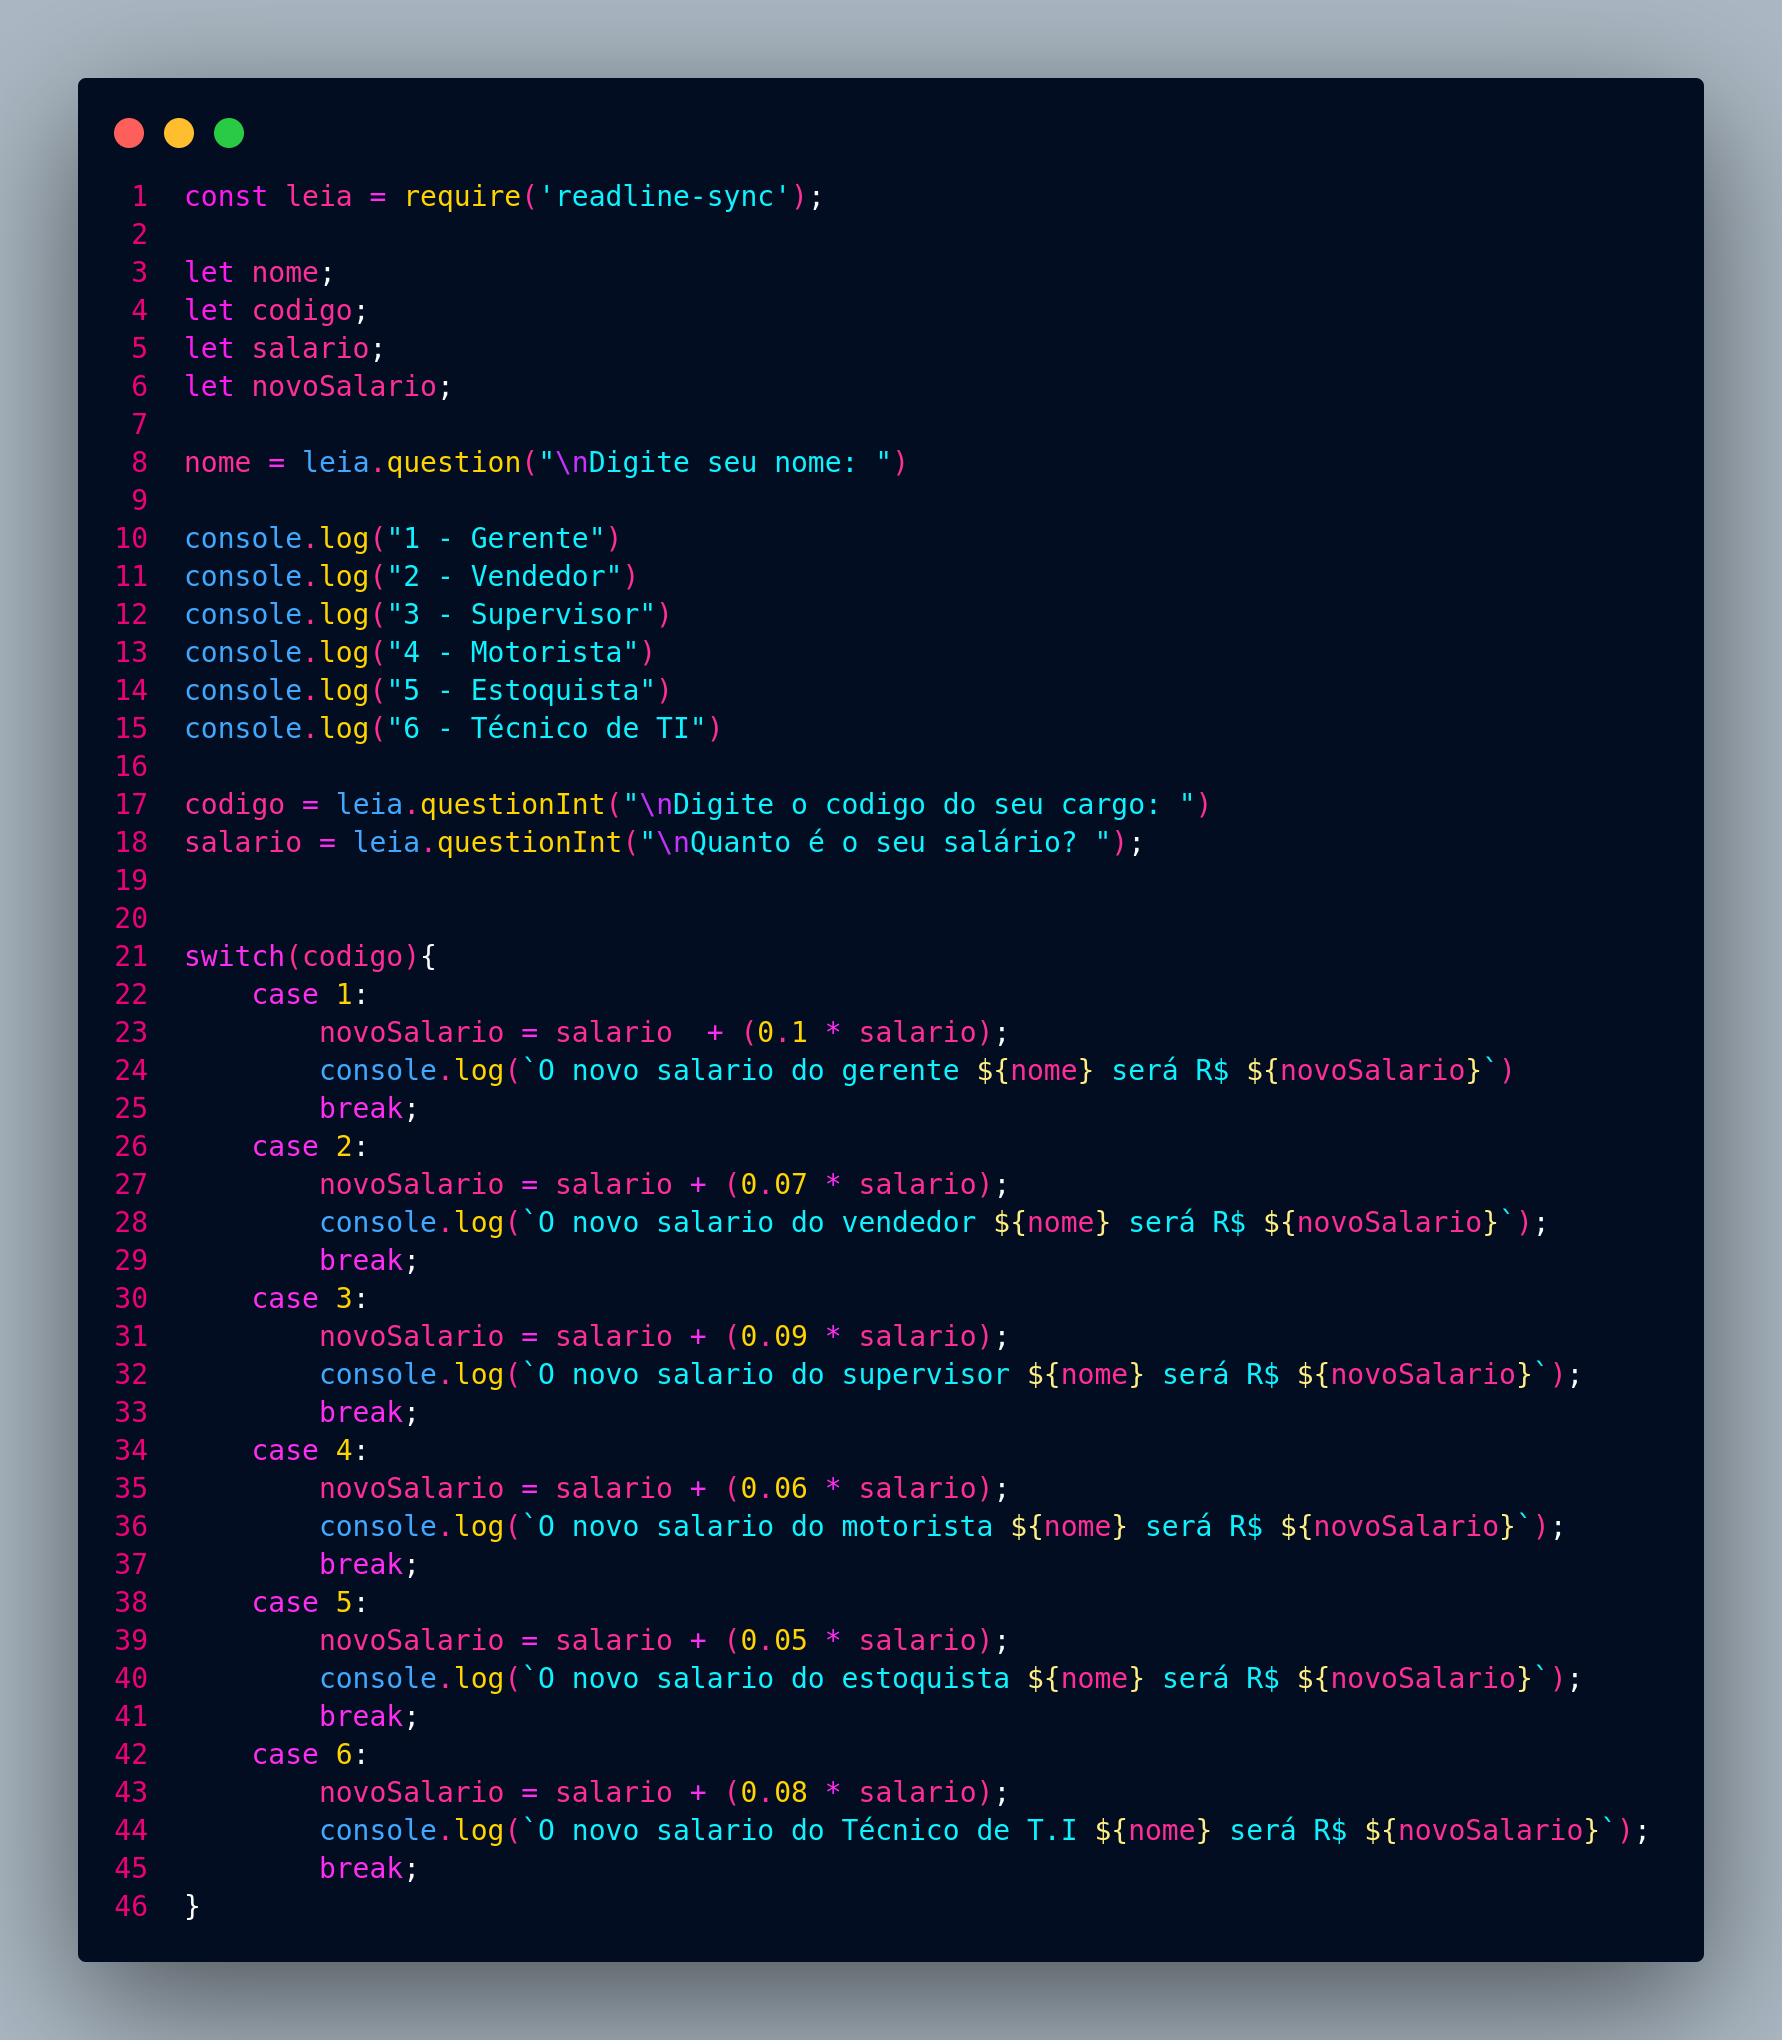 1 const leia = require('readline-sync');
2
3 let nome;
4 let codigo;
5 let salario;
6 let novoSalario;
7
8 nome = leia.question("\nDigite seu nome: ")
9
10 console.log("1 - Gerente")
11 console.log("2 - Vendedor")
12 console.log("3 - Supervisor")
13 console.log("4 - Motorista")
14 console.log("5 - Estoquista")
15 console.log("6 - Técnico de TI")
16
17 codigo = leia.questionInt("\nDigite o codigo do seu cargo: ")
18 salario = leia.questionInt("\nQuanto é o seu salário? ");
19
20
21 switch(codigo){
22     case 1:
23         novoSalario = salario  + (0.1 * salario);
24         console.log(`O novo salario do gerente ${nome} será R$ ${novoSalario}`)
25         break;
26     case 2:
27         novoSalario = salario + (0.07 * salario);
28         console.log(`O novo salario do vendedor ${nome} será R$ ${novoSalario}`);
29         break;
30     case 3:
31         novoSalario = salario + (0.09 * salario);
32         console.log(`O novo salario do supervisor ${nome} será R$ ${novoSalario}`);
33         break;
34     case 4:
35         novoSalario = salario + (0.06 * salario);
36         console.log(`O novo salario do motorista ${nome} será R$ ${novoSalario}`);
37         break;
38     case 5:
39         novoSalario = salario + (0.05 * salario);
40         console.log(`O novo salario do estoquista ${nome} será R$ ${novoSalario}`);
41         break;
42     case 6:
43         novoSalario = salario + (0.08 * salario);
44         console.log(`O novo salario do Técnico de T.I ${nome} será R$ ${novoSalario}`);
45         break;
46 }